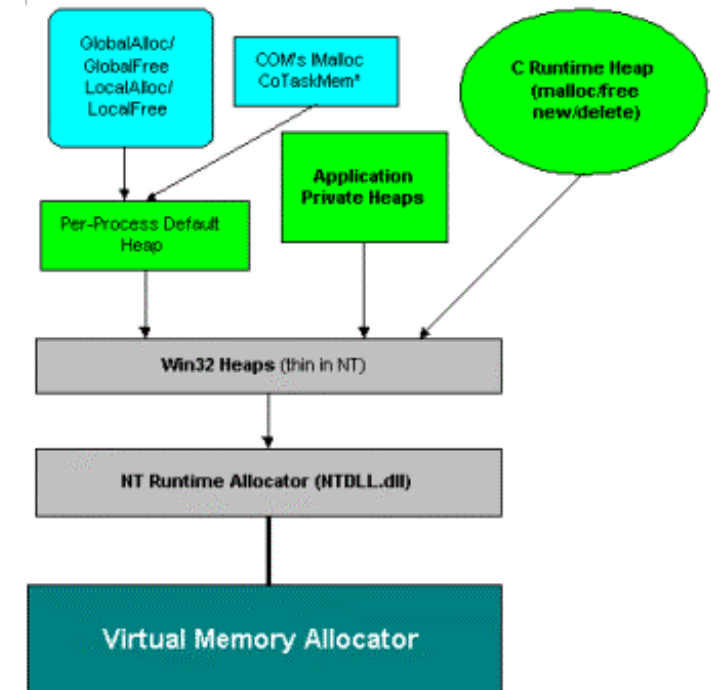 GlobalAlloc/
GlobalFree
LocalAlloc/
LocalFree
COM's IMalloc
CoTaskMem*
C Runtime Heap
(malloc/free
new/delete)
Application
Private Heaps
Per-Process Default
Heap
Win32 Heaps (thin in NT)
NT Runtime Allocator (NTDLL.dll)
Virtual Memory Allocator